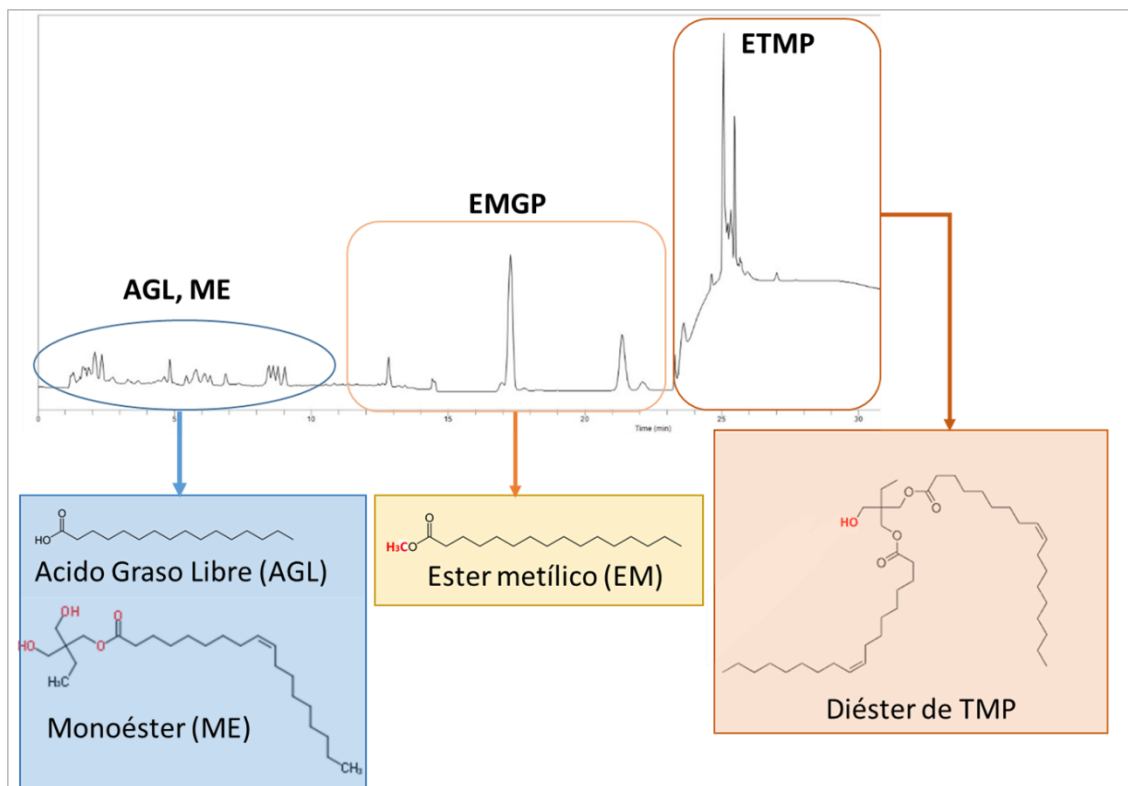 ETMP
EMGP
AGL, ME
0 5 10 15 20 25 30
Time (min)
O
HO
Acido Graso Libre (AGL)
OH
O
HO
O
H₃C
Monoéster (ME)
CH₃
O
H₃C
O
Ester metílico (EM)
O
O
HO
O
O
Diéster de TMP